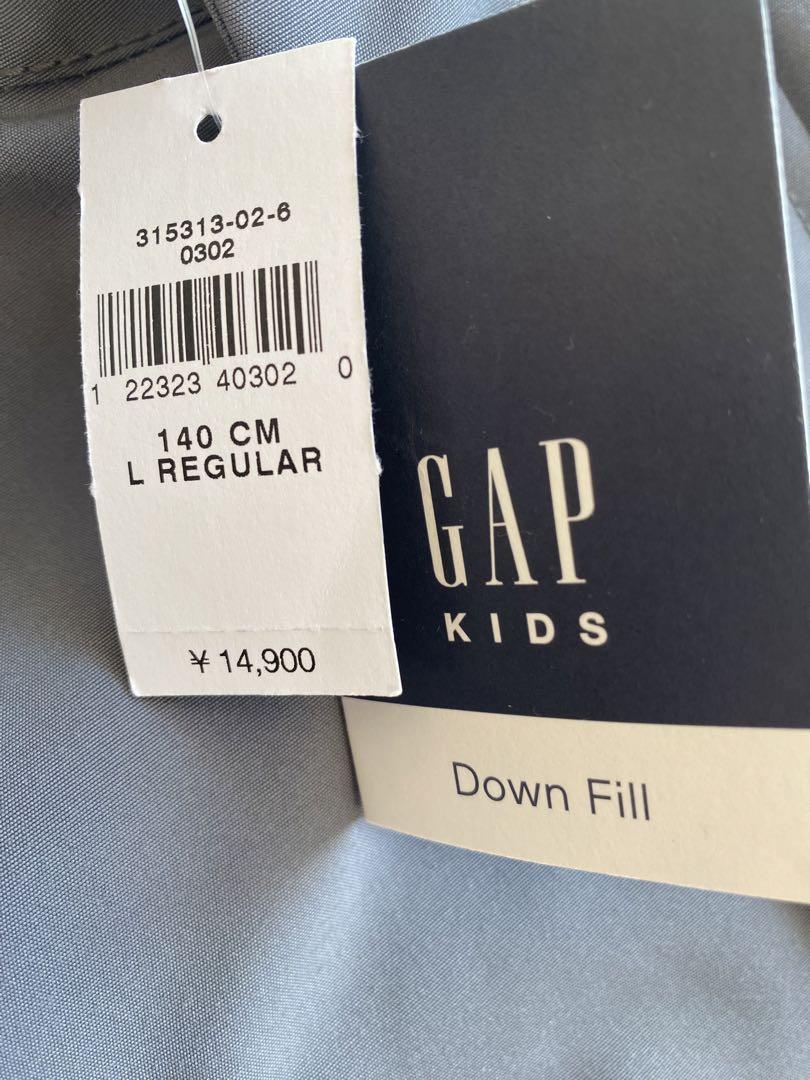 315313-02-6
0302
1 22323 40302 0
140 CM
L REGULAR
¥ 14,900
GAP
KIDS
Down Fill